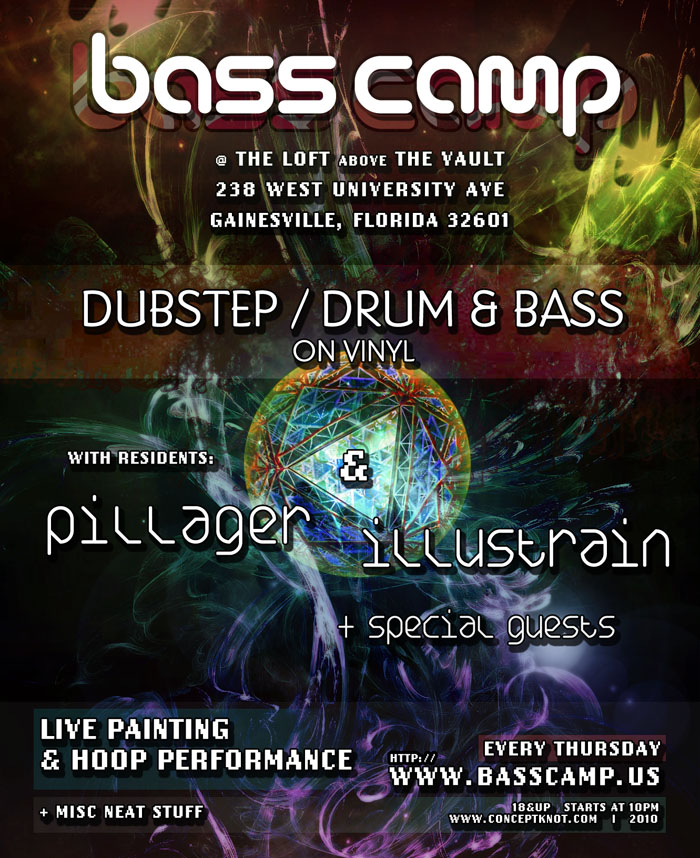 bass camp
@ THE LOFT ABOVE THE VAULT
238 WEST UNIVERSITY AVE
GAINESVILLE, FLORIDA 32601
DUBSTEP / DRUM & BASS
ON VINYL
WITH RESIDENTS:
&
pillager
illustrain
+ special guests
LIVE PAINTING
& HOOP PERFORMANCE
+ MISC NEAT STUFF
EVERY THURSDAY
HTTP://WWW.BASSCAMP.US
18&UP STARTS AT 10PM
WWW.CONCEPTKNOT.COM | 2010